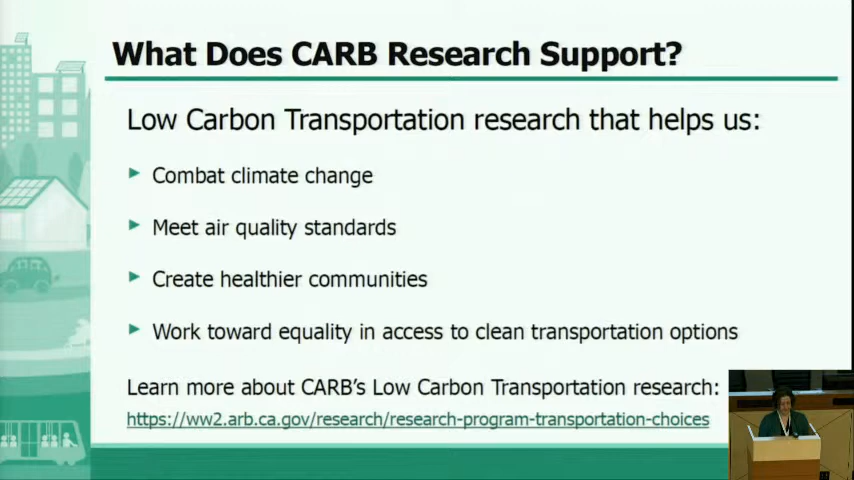 What Does CARB Research Support?
Low Carbon Transportation research that helps us:
Combat climate change
Meet air quality standards
Create healthier communities
Work toward equality in access to clean transportation options
Learn more about CARB's Low Carbon Transportation research:
https://ww2.arb.ca.gov/research/research-program-transportation-choices